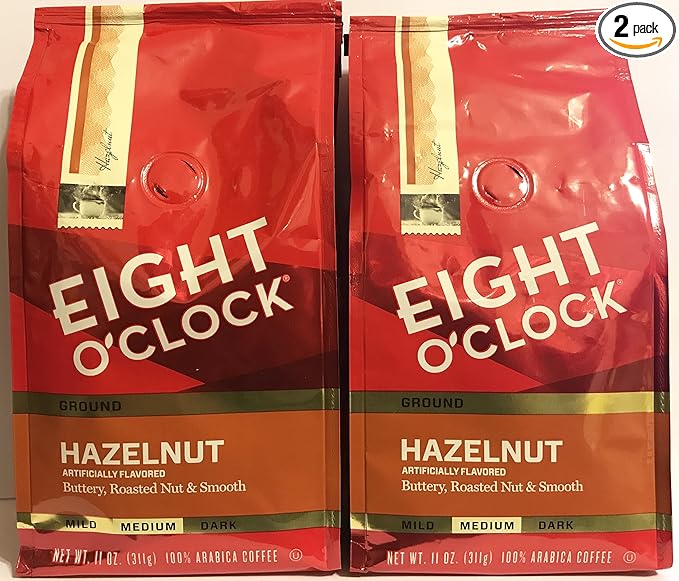 2 pack
Hazelnut
EIGHT
O'CLOCK®
GROUND
HAZELNUT
ARTIFICIALLY FLAVORED
Buttery, Roasted Nut & Smooth
MILD MEDIUM DARK
NET WT. 11 OZ. (311g) 100% ARABICA COFFEE U
Hazelnut
EIGHT
O'CLOCK®
GROUND
HAZELNUT
ARTIFICIALLY FLAVORED
Buttery, Roasted Nut & Smooth
MILD MEDIUM DARK
NET WT. 11 OZ. (311g) 100% ARABICA COFFEE U